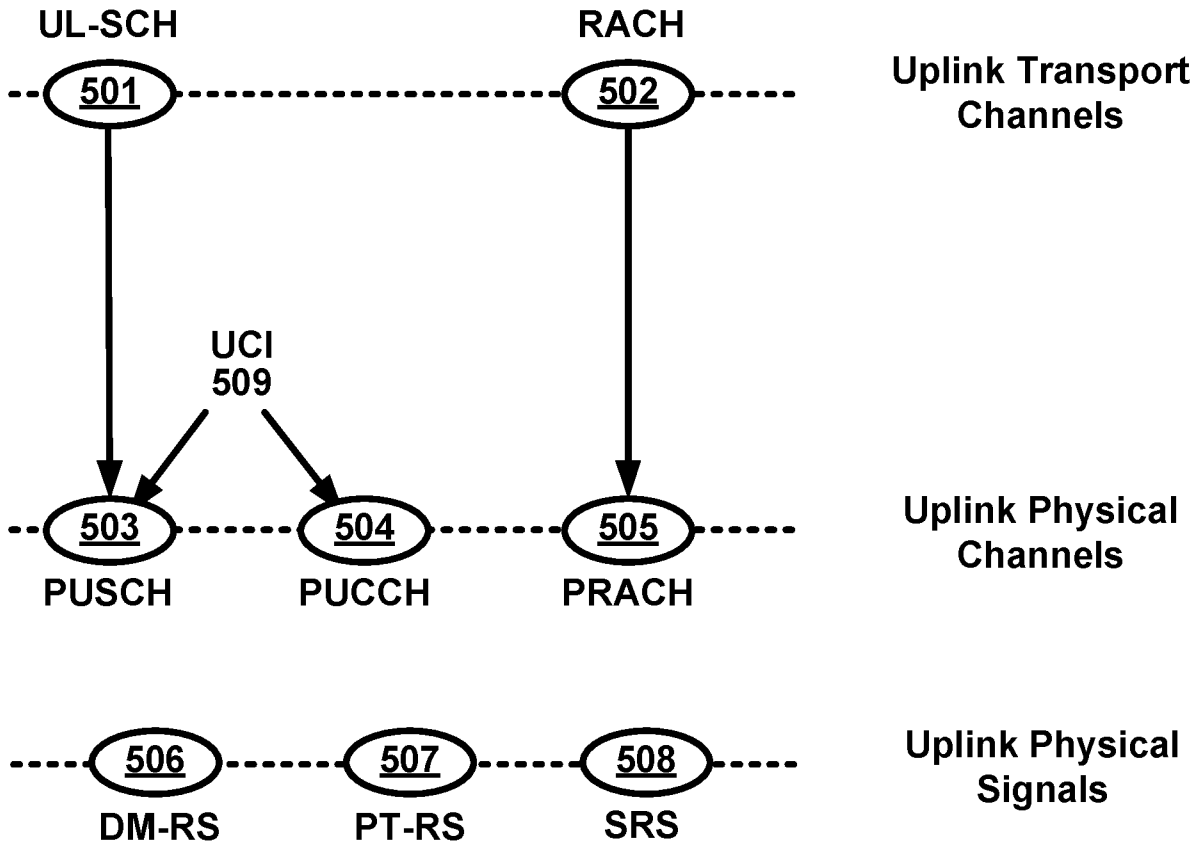 UL-SCH
RACH
501
502
Uplink Transport
Channels
UCI
509
503
504
505
Uplink Physical
Channels
PUSCH
PUCCH
PRACH
506
507
508
Uplink Physical
Signals
DM-RS
PT-RS
SRS